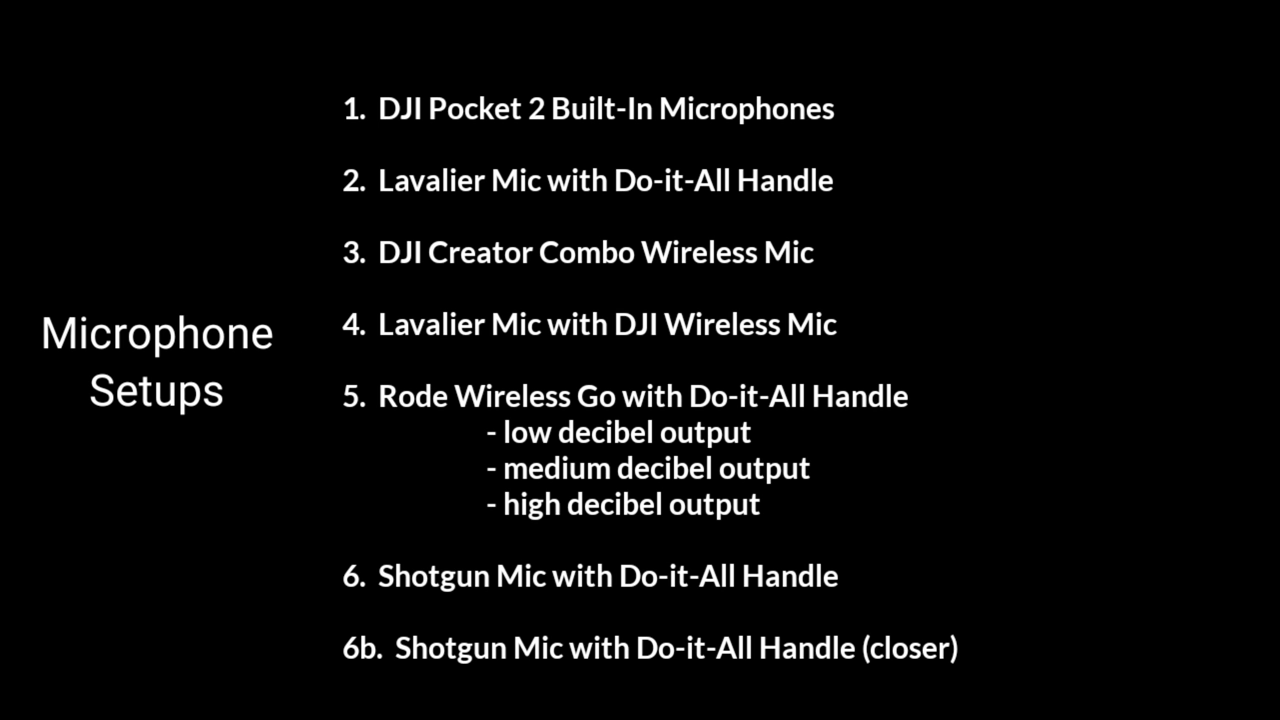 Microphone
Setups
1. DJI Pocket 2 Built-In Microphones
2. Lavalier Mic with Do-it-All Handle
3. DJI Creator Combo Wireless Mic
4. Lavalier Mic with DJI Wireless Mic
5. Rode Wireless Go with Do-it-All Handle
- low decibel output
- medium decibel output
- high decibel output
6. Shotgun Mic with Do-it-All Handle
6b. Shotgun Mic with Do-it-All Handle (closer)